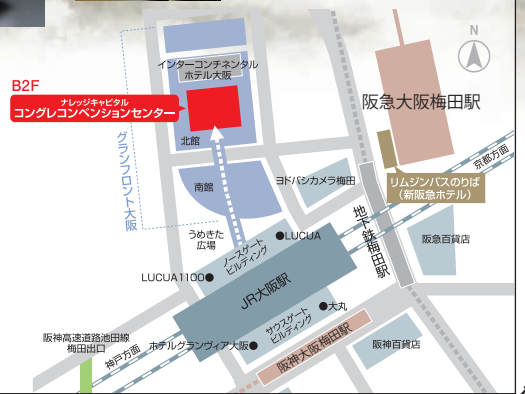 N
インターコンチネンタル
ホテル大阪
B2F
ナレッジキャピタル
コングレコンベンションセンター
阪急大阪梅田駅
北館
グランフロント大阪
京都方面
南館
ヨドバシカメラ梅田
リムジンバスのりば
（新阪急ホテル）
うめきた
広場
ノースゲート
ビルディング
LUCUA
地下鉄梅田駅
阪急百貨店
LUCUA1100
JR大阪駅
大丸
サウスゲート
ビルディング
阪神高速道路池田線
梅田出口
神戸方面
ホテルグランヴィア大阪
阪神大阪梅田駅
阪神百貨店